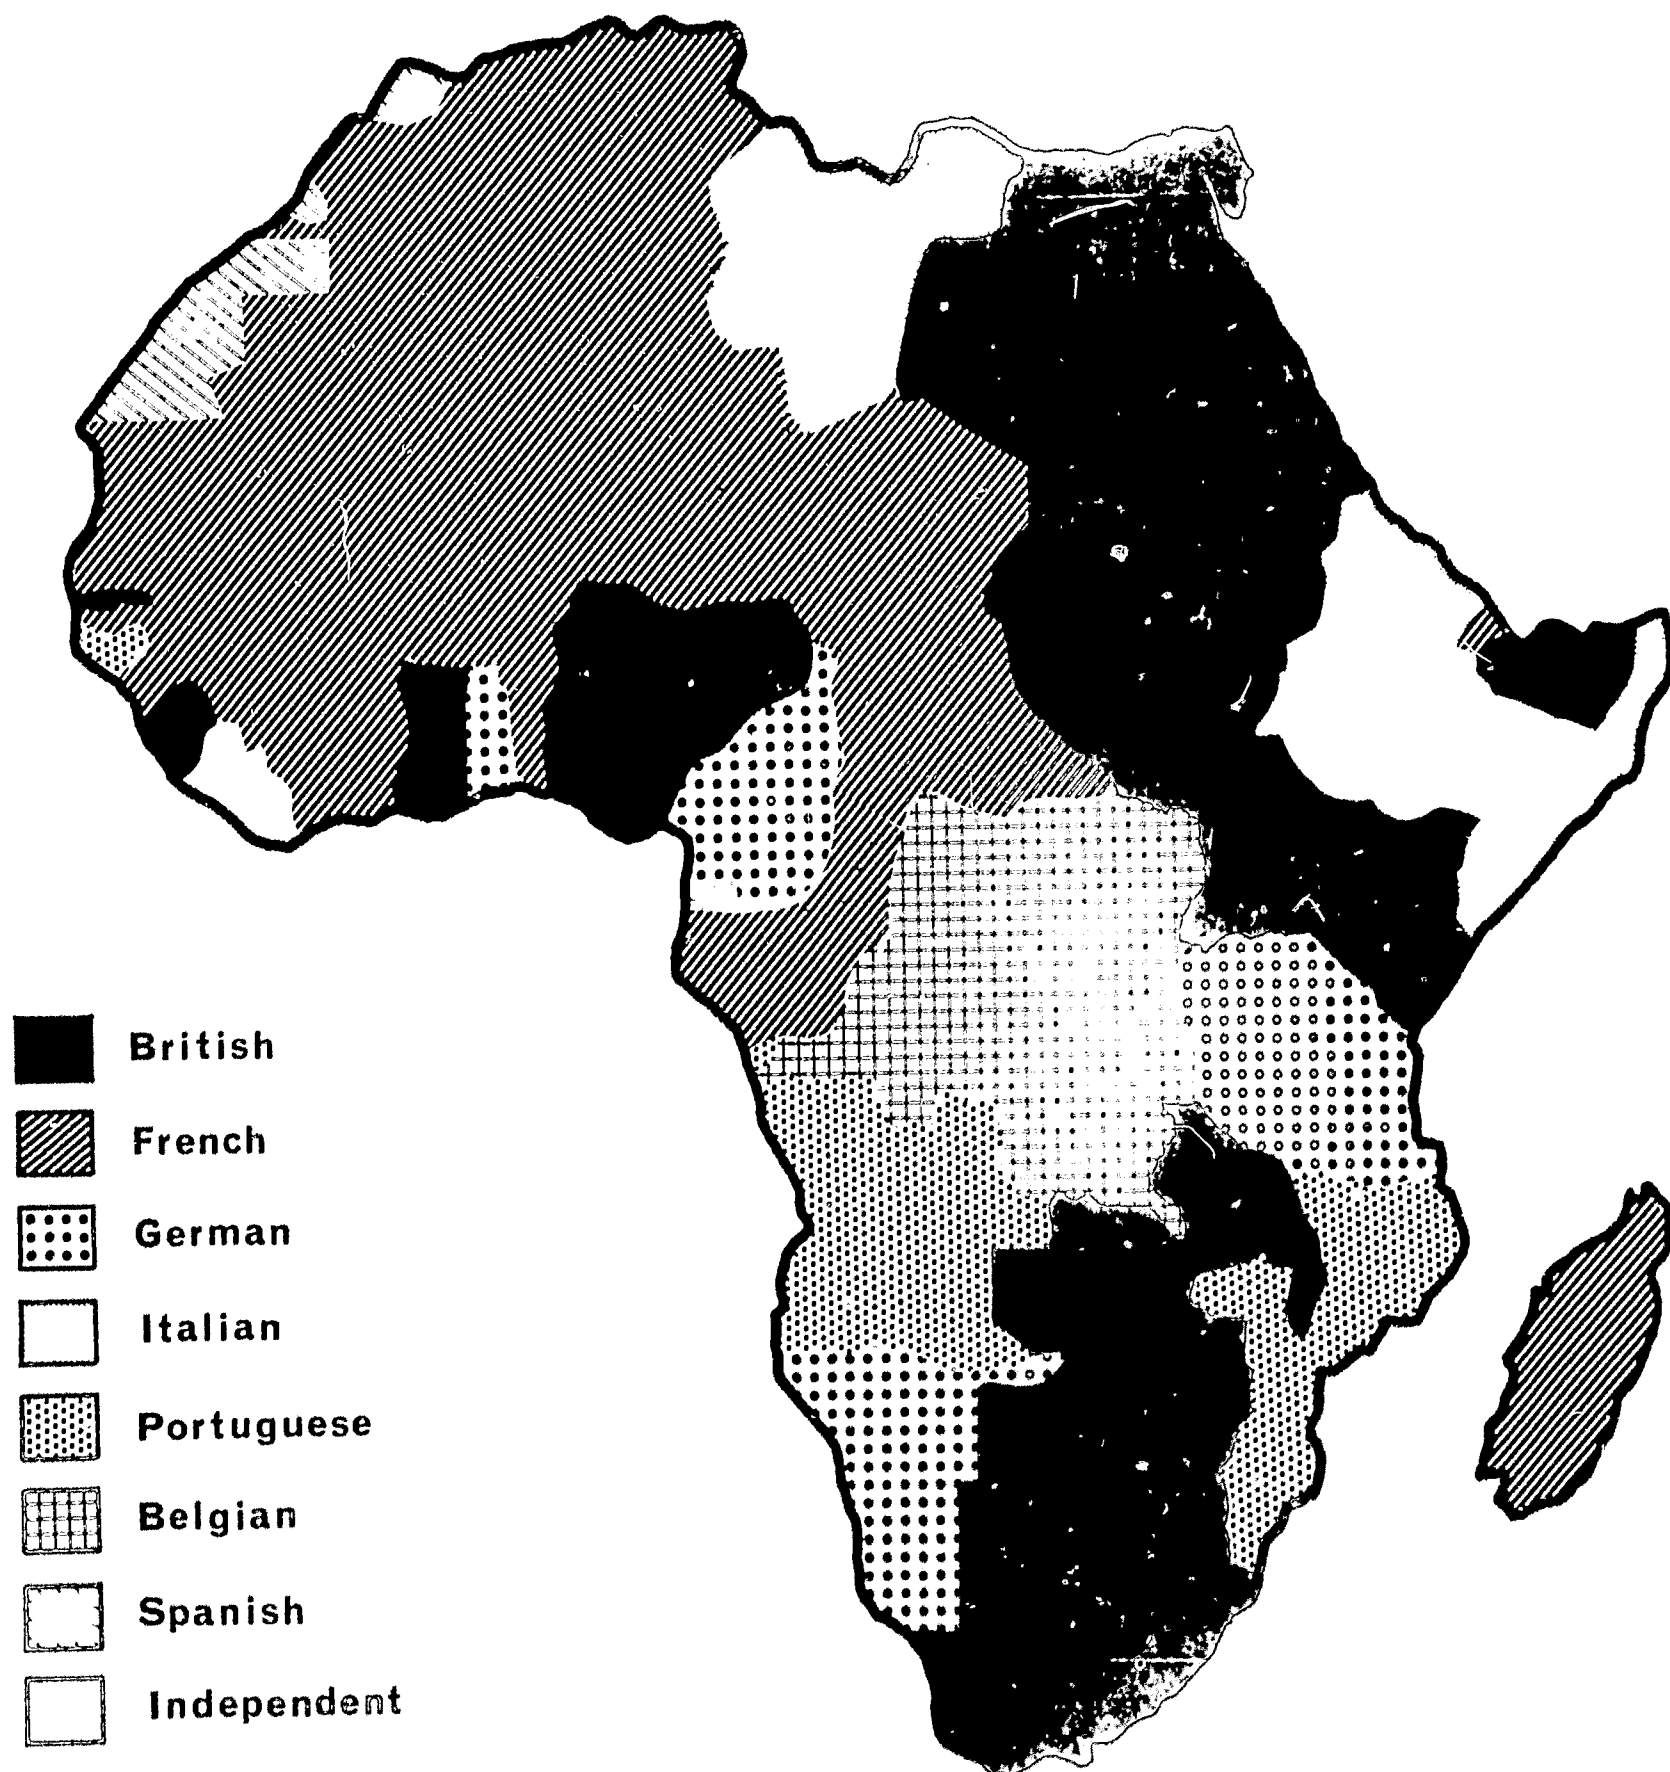 British
French
German
Italian
Portuguese
Belgian
Spanish
Independent